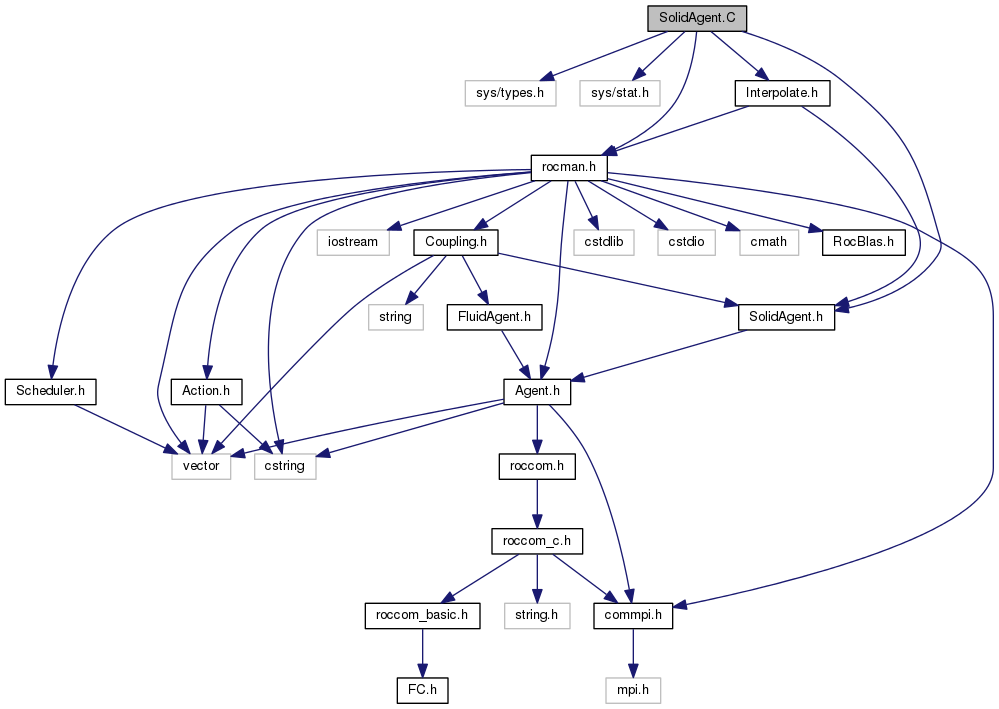 SolidAgent.C
sys/types.h
sys/stat.h
Interpolate.h
rocman.h
iostream
Coupling.h
cstdlib
cstdio
cmath
RocBlas.h
string
FluidAgent.h
SolidAgent.h
Scheduler.h
Action.h
Agent.h
vector
cstring
roccom.h
roccom_c.h
roccom_basic.h
string.h
commpi.h
FC.h
mpi.h